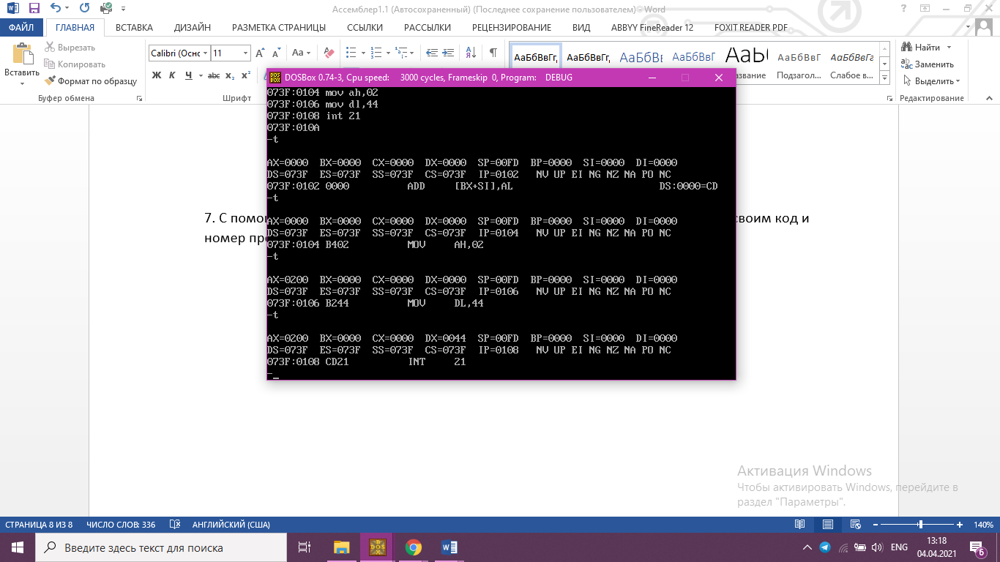 Ассемблер1.1 (Автосохраненный) (Последнее сохранение пользователем) - Word
ФАЙЛ ГЛАВНАЯ ВСТАВКА ДИЗАЙН РАЗМЕТКА СТРАНИЦЫ ССЫЛКИ РАССЫЛКИ РЕЦЕНЗИРОВАНИЕ ВИД ABBYY FineReader 12 FOXIT READER PDF
Вставить
Вырезать
Копировать
Формат по образцу
Буфер обмена
Calibri (Оснс 11
Ж К Ч abc x₂ x²
Шрифт
АаБбВвГг, АаБбВвГг, АаБбВв АаБбВвГ АаБбВвГ АаБбВвГг
название Подзагол... Слабое в...
Найти
Заменить
Выделить
Редактирование
DOSBox 0.74-3, Cpu speed: 3000 cycles, Frameskip 0, Program: DEBUG
073F:0104 mov ah,02
073F:0106 mov dl,44
073F:0108 int 21
073F:010A
-t
AX=0000 BX=0000 CX=0000 DX=0000 SP=00FD BP=0000 SI=0000 DI=0000
DS=073F ES=073F SS=073F CS=073F IP=0102 NV UP EI NG NZ NA PO NC
073F:0102 0000 ADD [BX+SI],AL DS:0000=CD
-t
AX=0000 BX=0000 CX=0000 DX=0000 SP=00FD BP=0000 SI=0000 DI=0000
DS=073F ES=073F SS=073F CS=073F IP=0104 NV UP EI NG NZ NA PO NC
073F:0104 B402 MOV AH,02
-t
AX=0200 BX=0000 CX=0000 DX=0000 SP=00FD BP=0000 SI=0000 DI=0000
DS=073F ES=073F SS=073F CS=073F IP=0106 NV UP EI NG NZ NA PO NC
073F:0106 B244 MOV DL,44
-t
AX=0200 BX=0000 CX=0000 DX=0044 SP=00FD BP=0000 SI=0000 DI=0000
DS=073F ES=073F SS=073F CS=073F IP=0108 NV UP EI NG NZ NA PO NC
073F:0108 CD21 INT 21
-_
7. С помо своим код и
номер пр
Активация Windows
Чтобы активировать Windows, перейдите в
раздел "Параметры".
СТРАНИЦА 8 ИЗ 8 ЧИСЛО СЛОВ: 336 АНГЛИЙСКИЙ (США) 140%
Введите здесь текст для поиска
ENG
13:18
04.04.2021
6